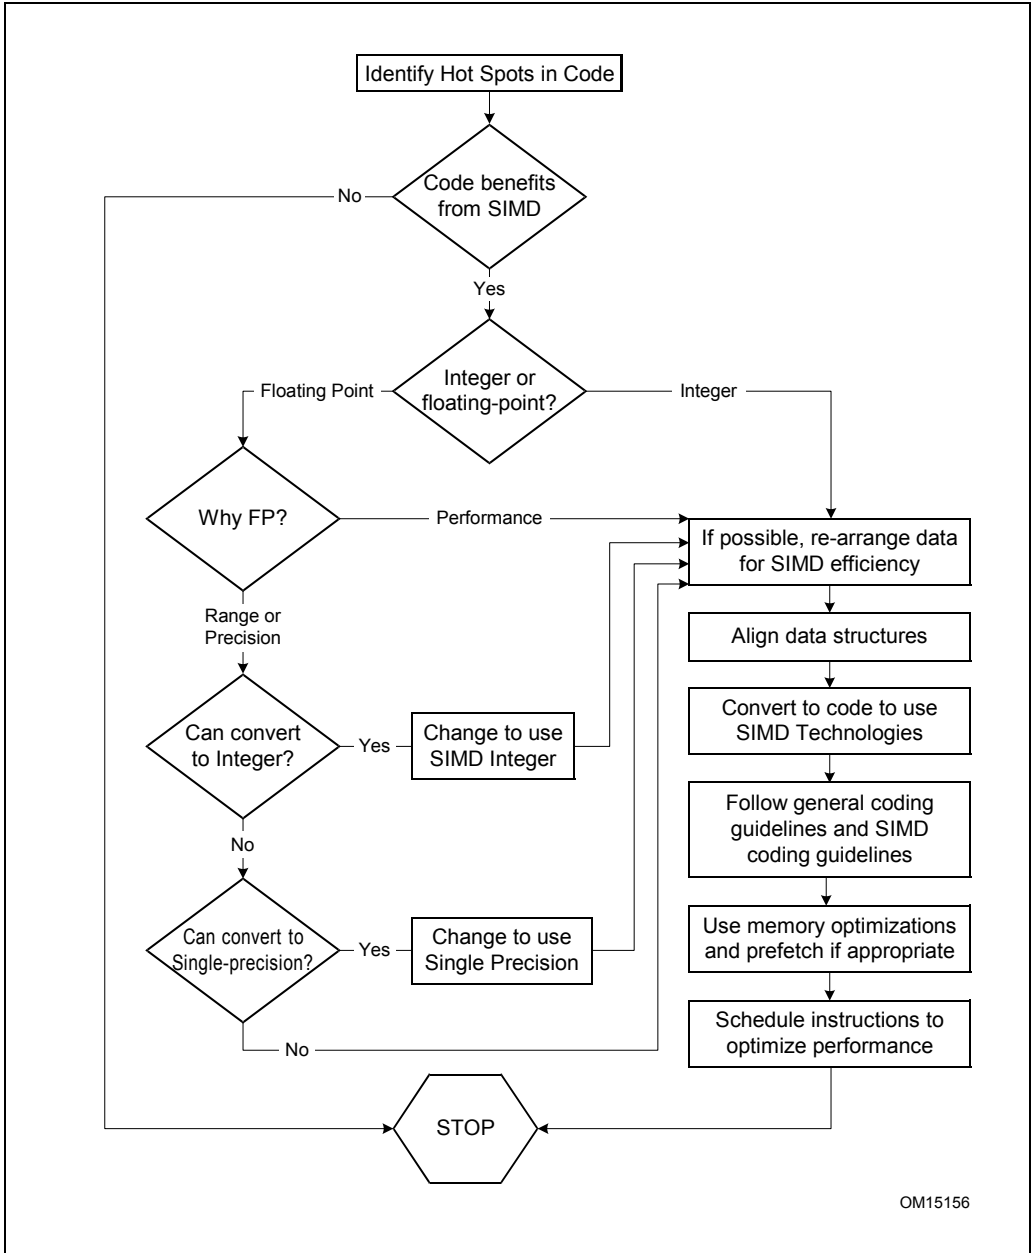 Identify Hot Spots in Code
Code benefits
from SIMD
No
Yes
Integer or
floating-point?
Floating Point
Integer
Why FP?
Performance
If possible, re-arrange data
for SIMD efficiency
Range or
Precision
Align data structures
Can convert
to Integer?
Yes
Change to use
SIMD Integer
Convert to code to use
SIMD Technologies
No
Follow general coding
guidelines and SIMD
coding guidelines
Can convert to
Single-precision?
Yes
Change to use
Single Precision
Use memory optimizations
and prefetch if appropriate
No
Schedule instructions to
optimize performance
STOP
OM15156